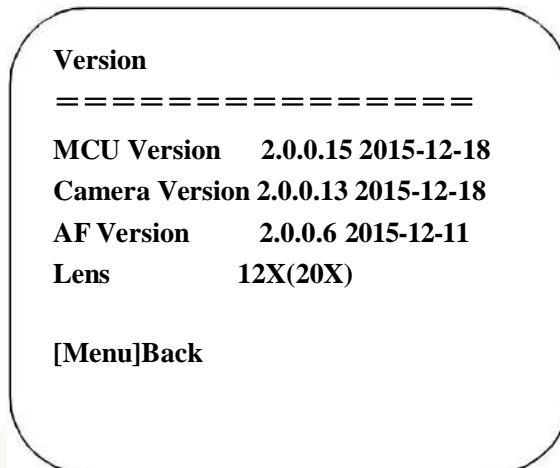 Version
===============
MCU Version 2.0.0.15 2015-12-18
Camera Version 2.0.0.13 2015-12-18
AF Version 2.0.0.6 2015-12-11
Lens 12X(20X)
[Menu]Back